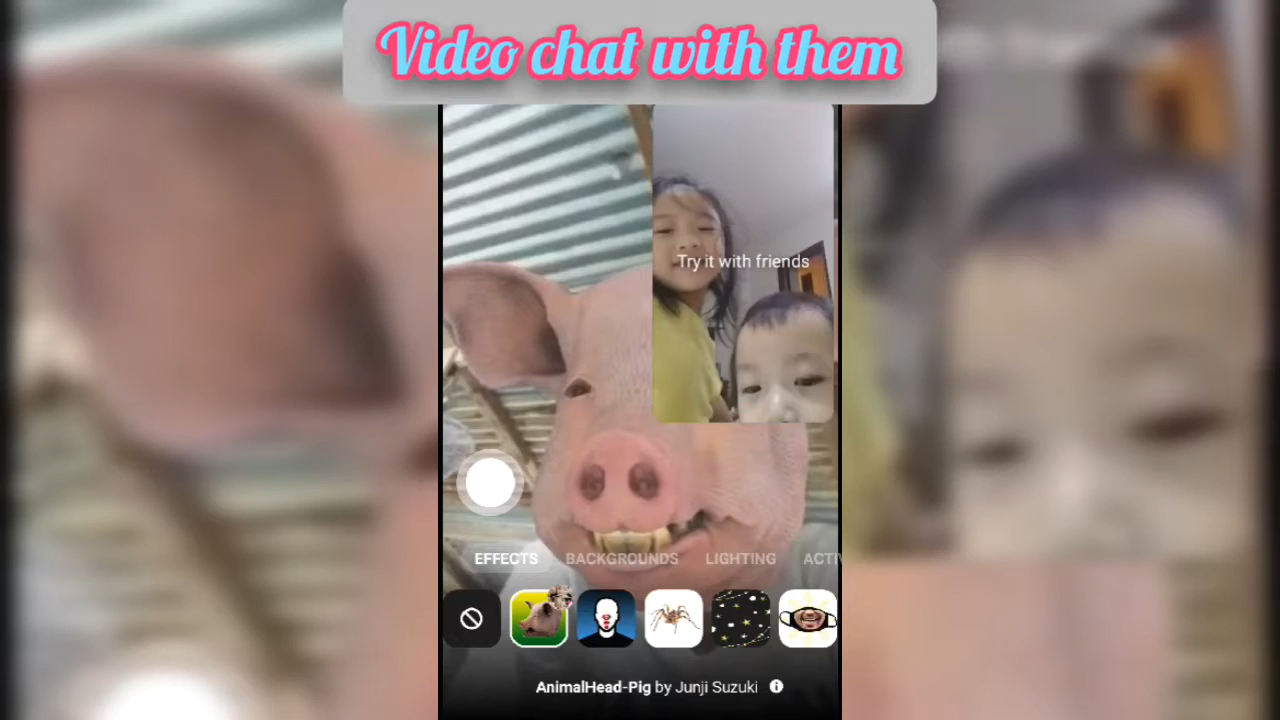 Video chat with them
Try it with friends
EFFECTS BACKGROUNDS LIGHTING
AnimalHead-Pig by Junji Suzuki